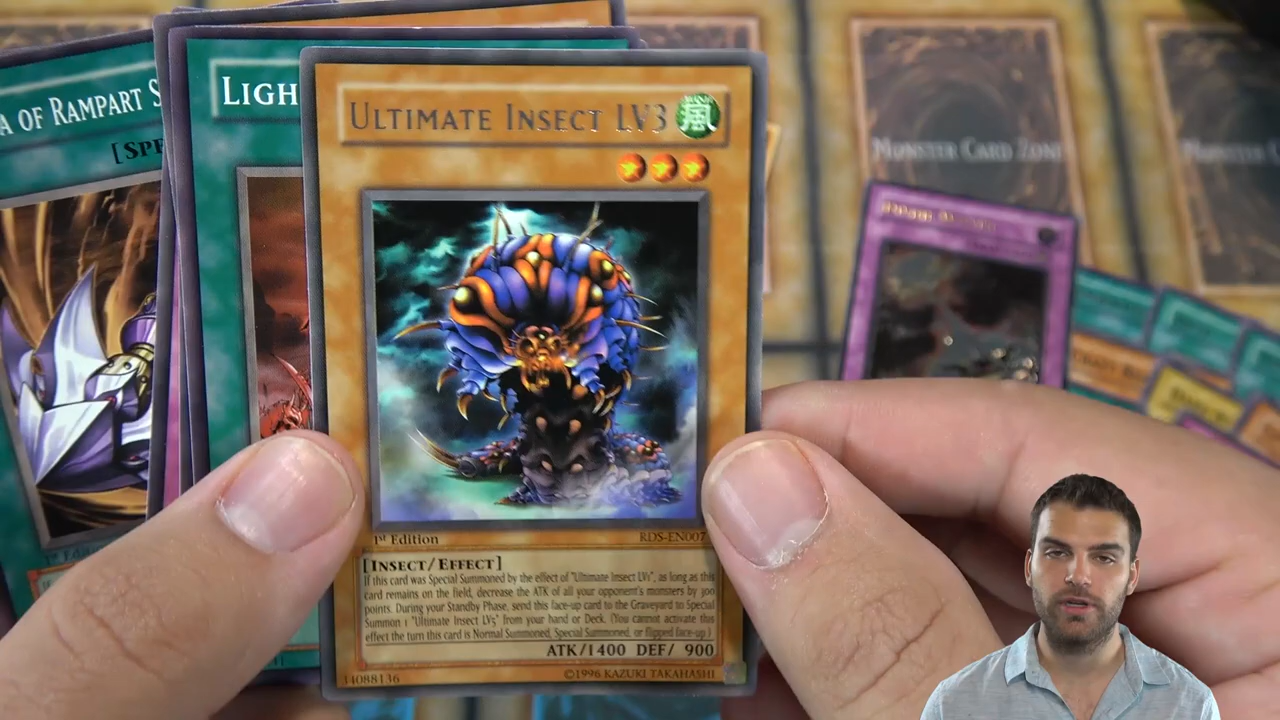 A OF RAMPART S
[SPE
LIGH
ULTIMATE INSECT LV3
風
1st Edition
RDS-EN007
[INSECT/EFFECT]
If this card was Special Summoned by the effect of "Ultimate Insect LV1", as long as this
card remains on the field, decrease the ATK of all your opponent's monsters by 300
points. During your Standby Phase, send this face-up card to the Graveyard to Special
Summon 1 "Ultimate Insect LV5" from your hand or Deck. (You cannot activate this
effect the turn this card is Normal Summoned, Special Summoned, or flipped face-up.)
ATK/1400 DEF/ 900
14088136
©1996 KAZUKI TAKAHASHI
MONSTER CARD ZONE
MONSTER CARD